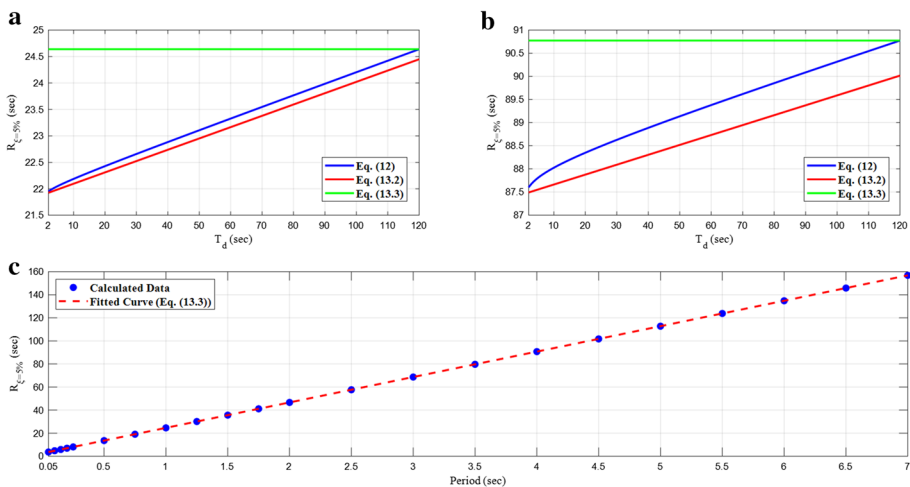 a
25
24.5
24
23.5
23
22.5
22
21.5
2 10 20 30 40 50 60 70 80 90 100 110 120
R ξ=5% (sec)
T d (sec)
Eq. (12)
Eq. (13.2)
Eq. (13.3)
b
91
90.5
90
89.5
89
88.5
88
87.5
87
2 10 20 30 40 50 60 70 80 90 100 110 120
R ξ=5% (sec)
T d (sec)
Eq. (12)
Eq. (13.2)
Eq. (13.3)
c
160
140
120
100
80
60
40
20
0
0.05 0.5 1 1.5 2 2.5 3 3.5 4 4.5 5 5.5 6 6.5 7
R ξ=5% (sec)
Period (sec)
Calculated Data
Fitted Curve (Eq. (13.3))